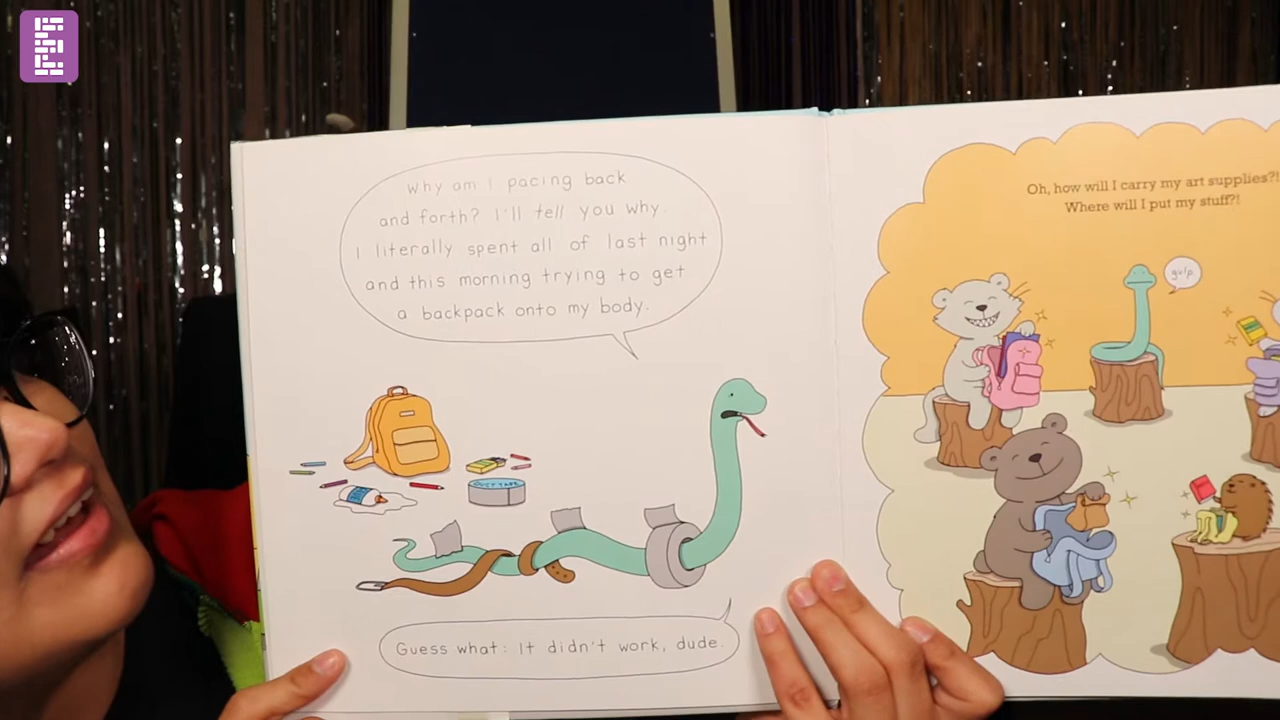 Why am I pacing back
and forth? I'll tell you why.
I literally spent all of last night
and this morning trying to get
a backpack onto my body.
DUCT TAPE
Guess what: It didn't work, dude.
Oh, how will I carry my art supplies?!
Where will I put my stuff?!
gulp